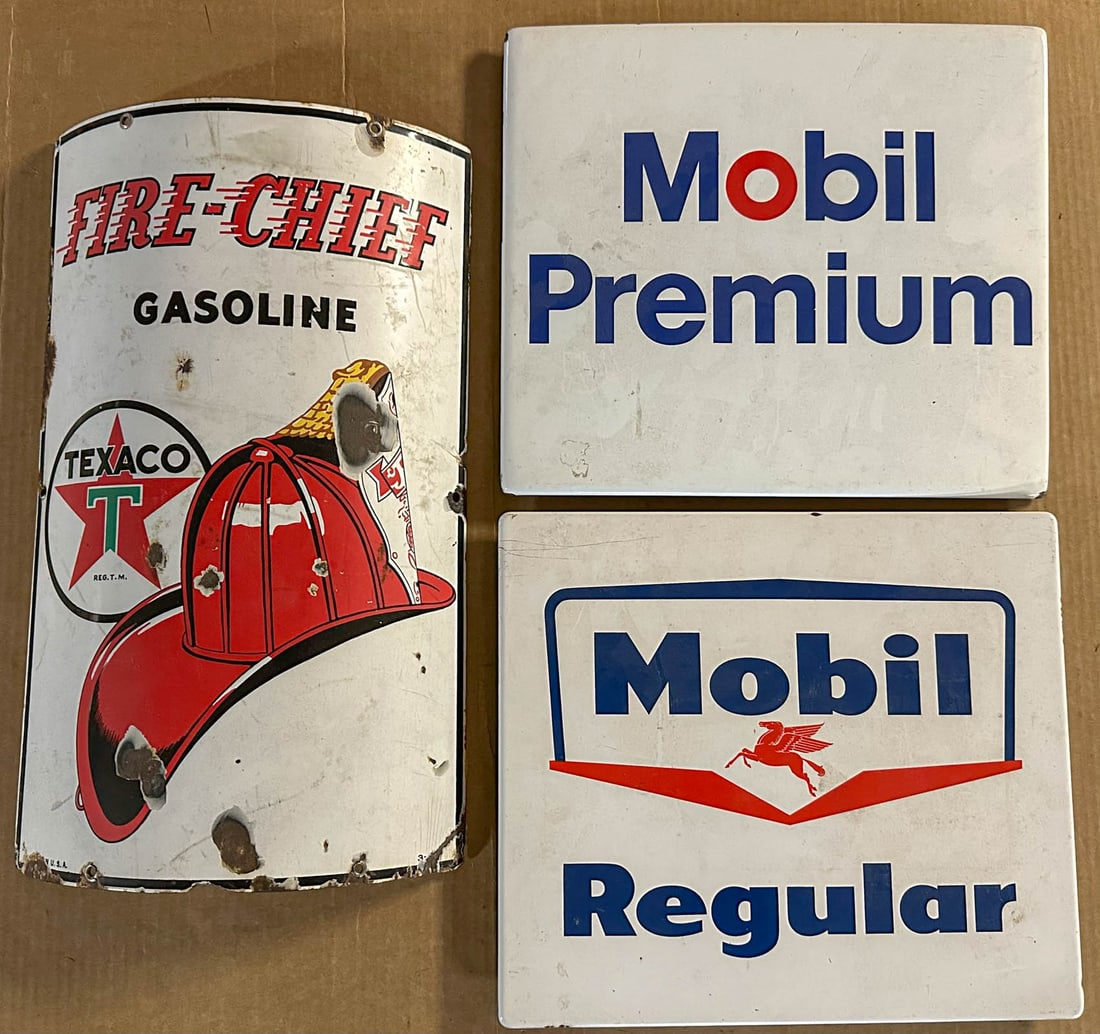 FIRE-CHIEF
GASOLINE
TEXACO
T
REG. T. M.
U.S.A.
Mobil
Premium
Mobil
Regular